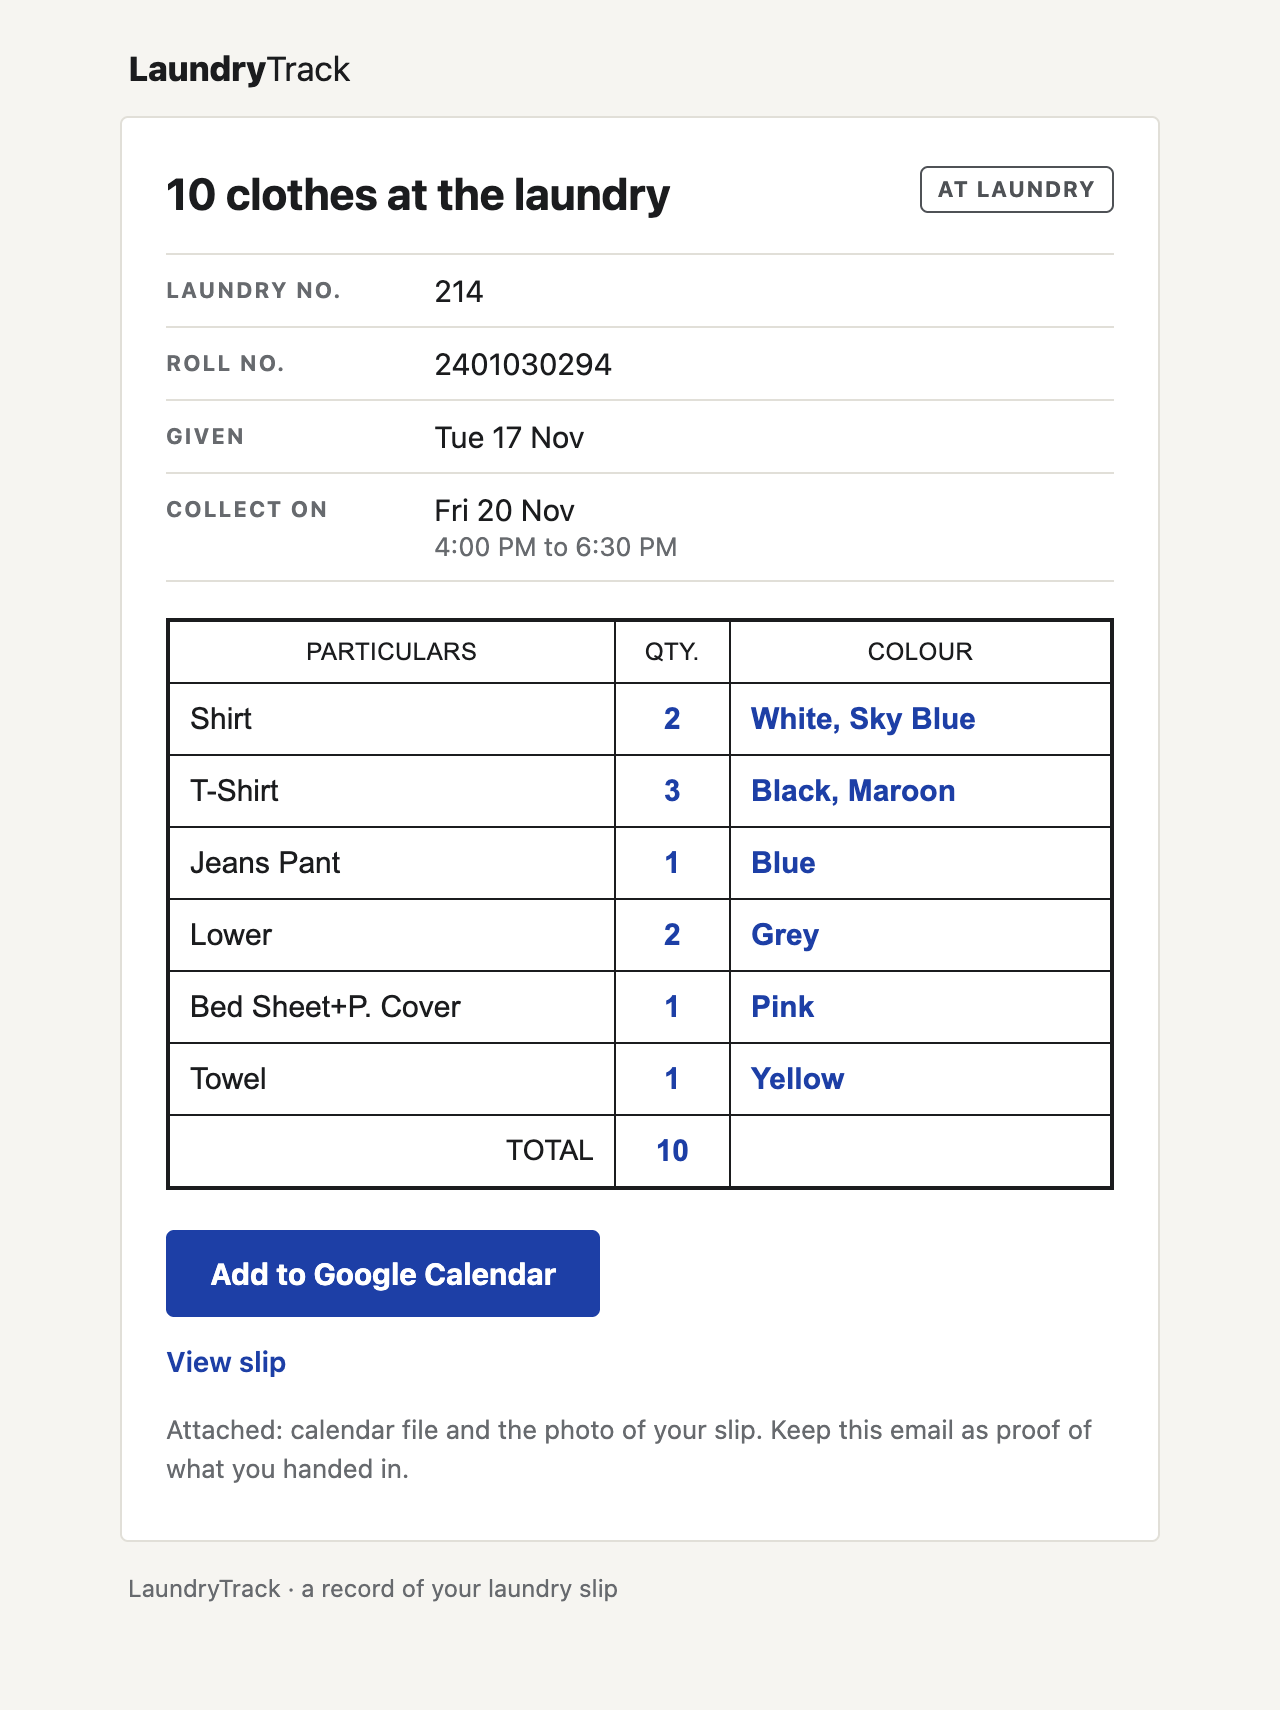 LaundryTrack
10 clothes at the laundry
AT LAUNDRY
LAUNDRY NO. 214
ROLL NO. 2401030294
GIVEN Tue 17 Nov
COLLECT ON Fri 20 Nov
4:00 PM to 6:30 PM
PARTICULARS QTY. COLOUR
Shirt 2 White, Sky Blue
T-Shirt 3 Black, Maroon
Jeans Pant 1 Blue
Lower 2 Grey
Bed Sheet+P. Cover 1 Pink
Towel 1 Yellow
TOTAL 10
Add to Google Calendar
View slip
Attached: calendar file and the photo of your slip. Keep this email as proof of
what you handed in.
LaundryTrack · a record of your laundry slip